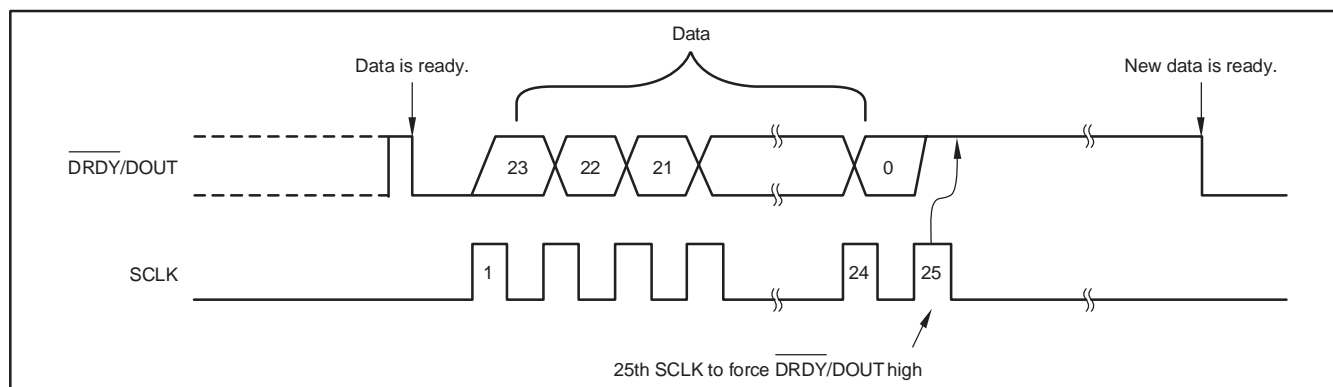 Data
Data is ready.
New data is ready.
DRDY/DOUT
23
22
21
0
SCLK
1
24
25
25th SCLK to force DRDY/DOUT high